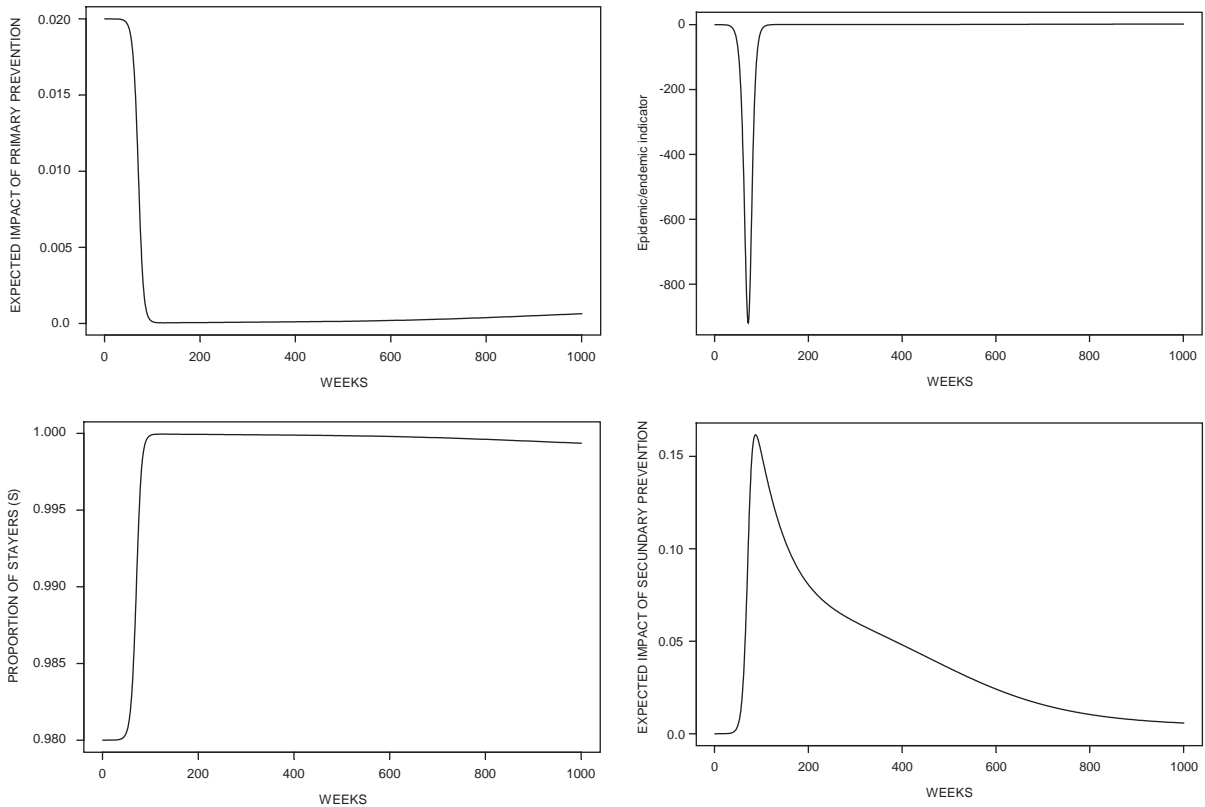 EXPECTED IMPACT OF PRIMARY PREVENTION
0.020
0.015
0.010
0.005
0.0
0 200 400 600 800 1000
WEEKS
Epidemic/endemic indicator
0
-200
-400
-600
-800
0 200 400 600 800 1000
WEEKS
PROPORTION OF STAYERS (S)
1.000
0.995
0.990
0.985
0.980
0 200 400 600 800 1000
WEEKS
EXPECTED IMPACT OF SECUNDARY PREVENTION
0.15
0.10
0.05
0.0
0 200 400 600 800 1000
WEEKS